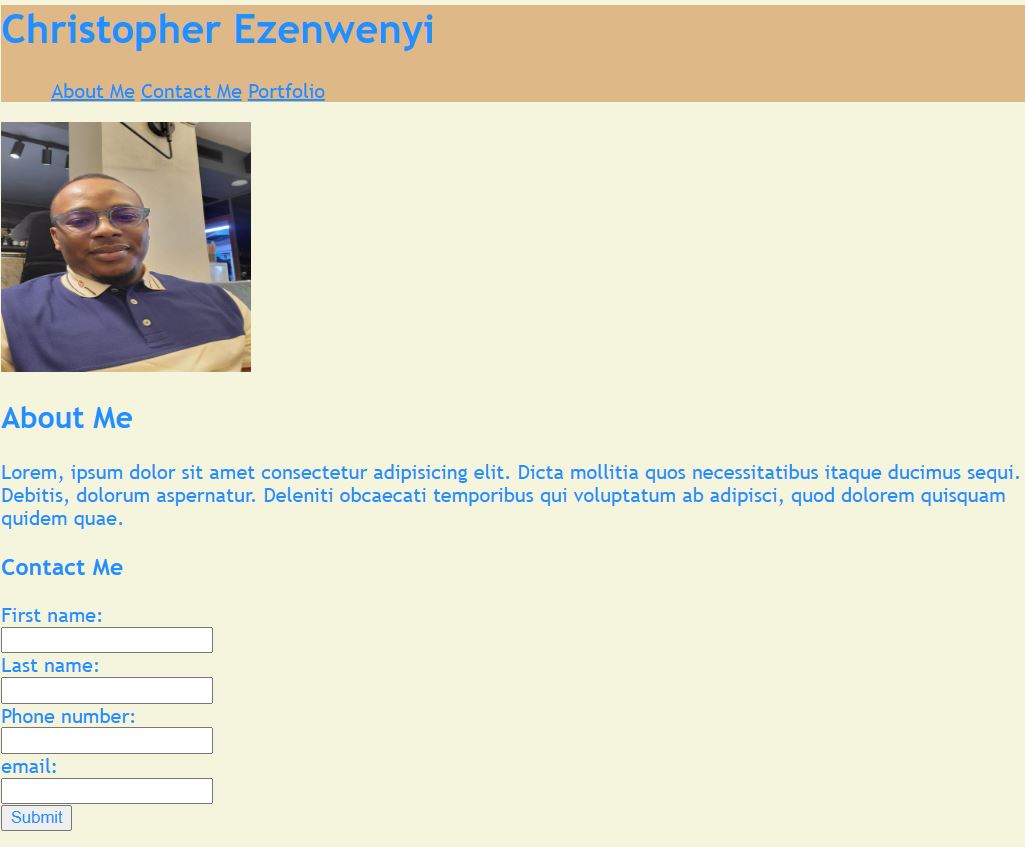 Christopher Ezenwenyi
About Me Contact Me Portfolio
About Me
Lorem, ipsum dolor sit amet consectetur adipisicing elit. Dicta mollitia quos necessitatibus itaque ducimus sequi.
Debitis, dolorum aspernatur. Deleniti obcaecati temporibus qui voluptatum ab adipisci, quod dolorem quisquam
quidem quae.
Contact Me
First name:
Last name:
Phone number:
email:
Submit